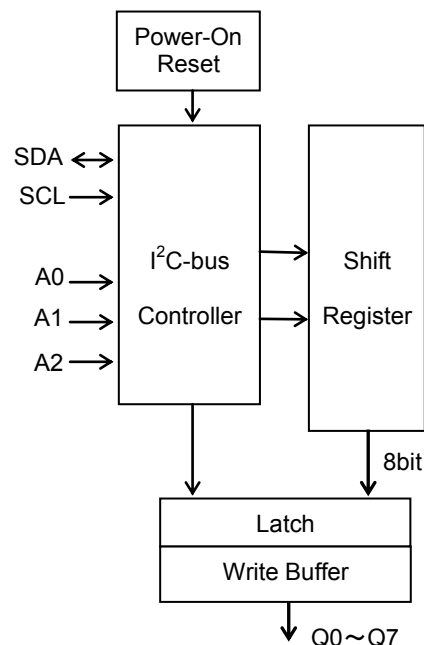 Power-On
Reset
SDA
SCL
A0
A1
A2
I²C-bus
Controller
Shift
Register
8bit
Latch
Write Buffer
Q0～Q7